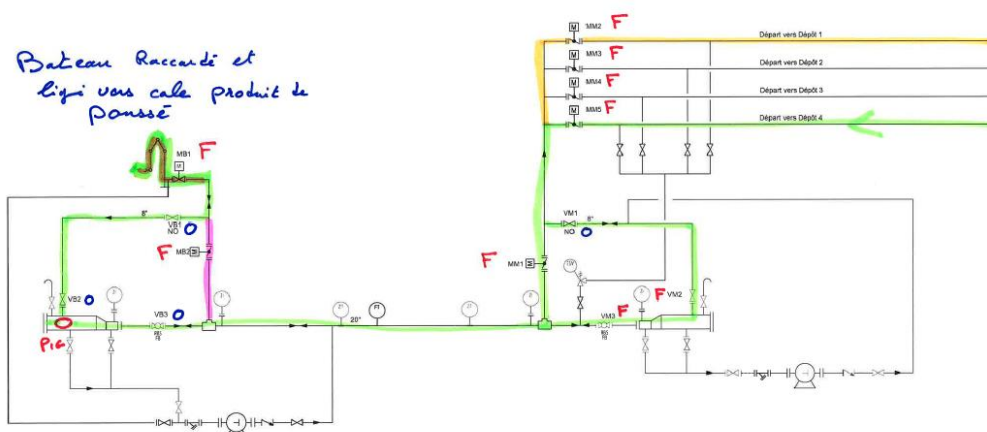 MM2 F
Départ vers Dépôt 1
MM3 F
Départ vers Dépôt 2
MM4 F
Départ vers Dépôt 3
MM5 F
Départ vers Dépôt 4
Bateau Raccordé et
ligné vers cale produit de
poussé
MB1 F
M
8"
VB1
NO O
F MB2 M
VB2 O
VB3 O
PIG
20"
FT
F MM1 M
VM1
NO O
8"
TSV
F VM2
VM3 F